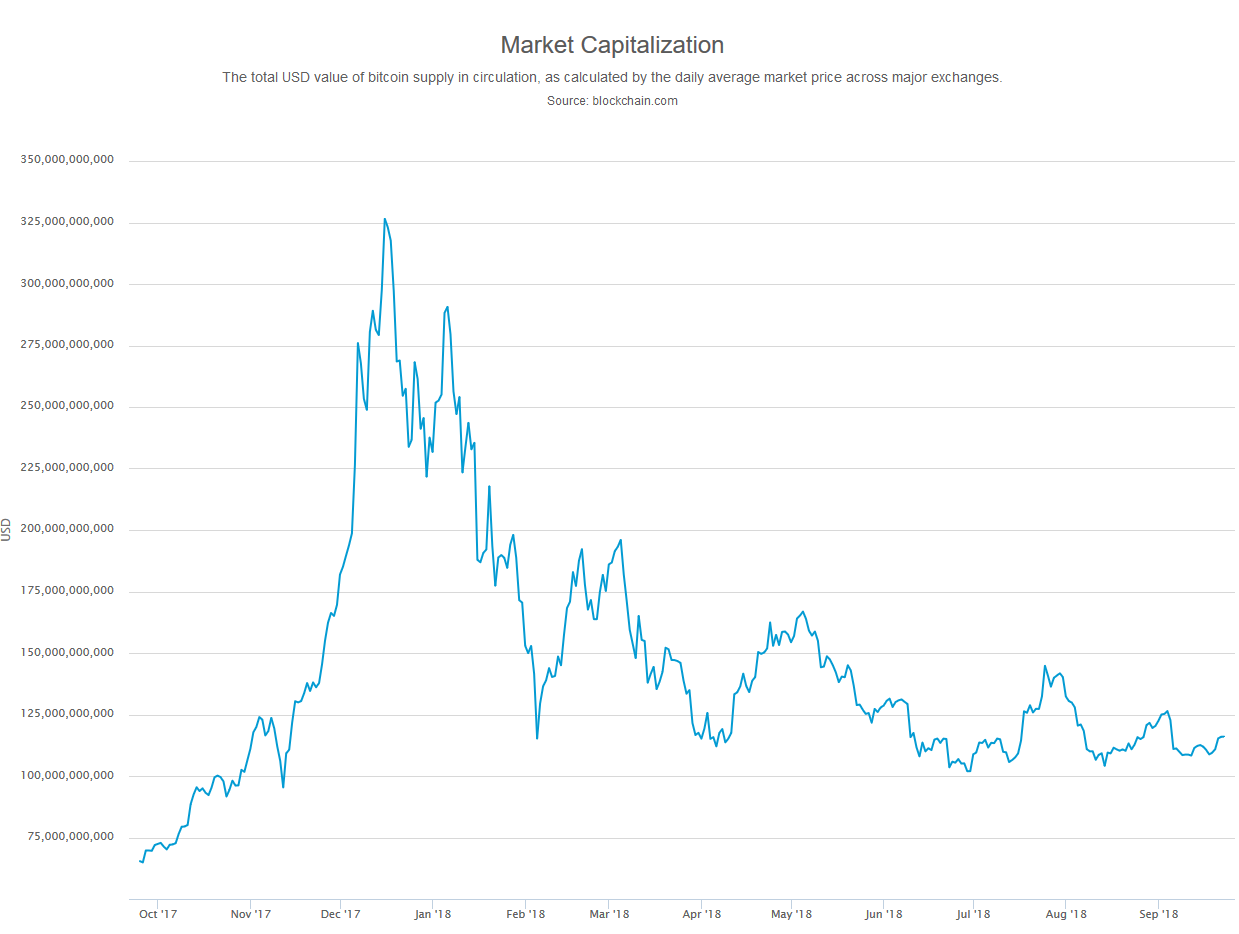 Market Capitalization
The total USD value of bitcoin supply in circulation, as calculated by the daily average market price across major exchanges.
Source: blockchain.com
350,000,000,000
325,000,000,000
300,000,000,000
275,000,000,000
250,000,000,000
225,000,000,000
200,000,000,000
175,000,000,000
150,000,000,000
125,000,000,000
100,000,000,000
75,000,000,000
USD
Oct '17 Nov '17 Dec '17 Jan '18 Feb '18 Mar '18 Apr '18 May '18 Jun '18 Jul '18 Aug '18 Sep '18